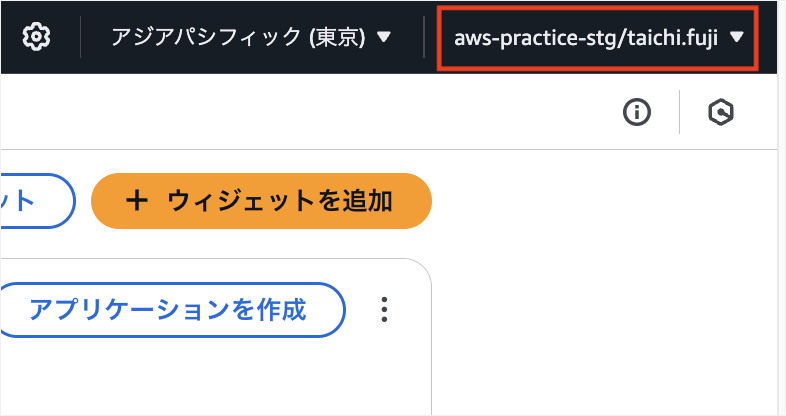 アジアパシフィック (東京) ▼
aws-practice-stg/taichi.fuji ▼
ット
+ ウィジェットを追加
アプリケーションを作成